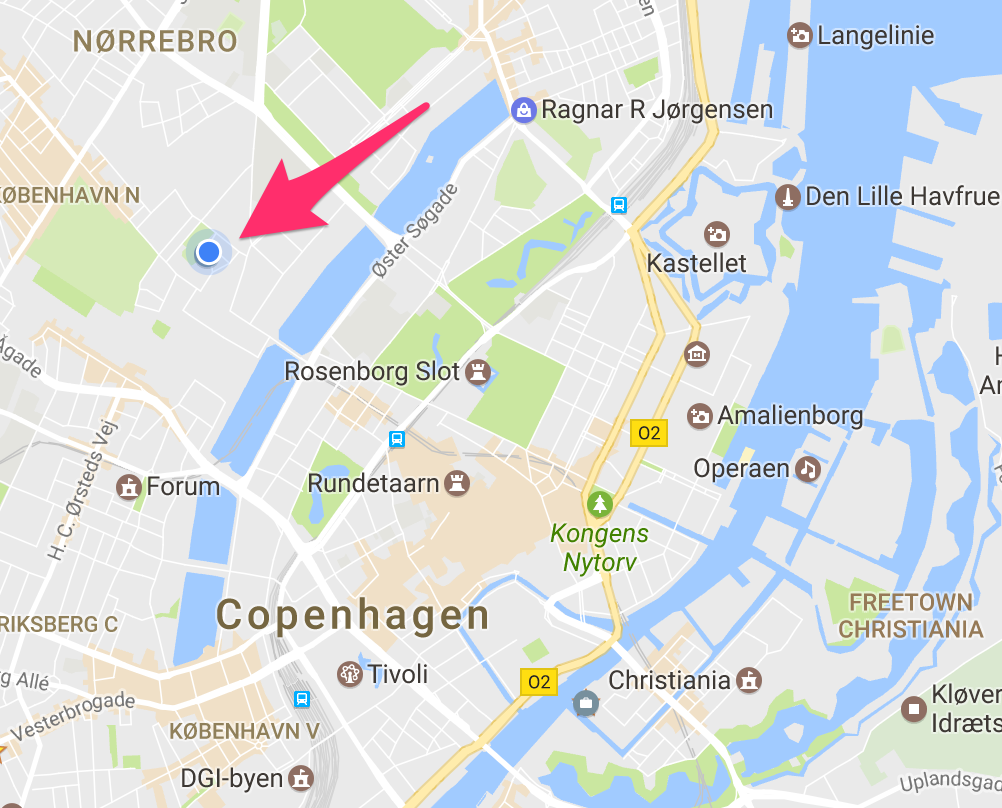 NØRREBRO
Langelinie
Ragnar R Jørgensen
KØBENHAVN N
Den Lille Havfrue
Øster Søgade
Kastellet
Ågade
Rosenborg Slot
O2
Amalienborg
Operaen
H. C. Ørsteds Vej
Forum
Rundetaarn
Kongens
Nytorv
Copenhagen
FREETOWN
CHRISTIANIA
RIKSBERG C
Tivoli
O2
Christiania
g Allé
Vesterbrogade
KØBENHAVN V
Kløver
Idræts
DGI-byen
Uplandsgad